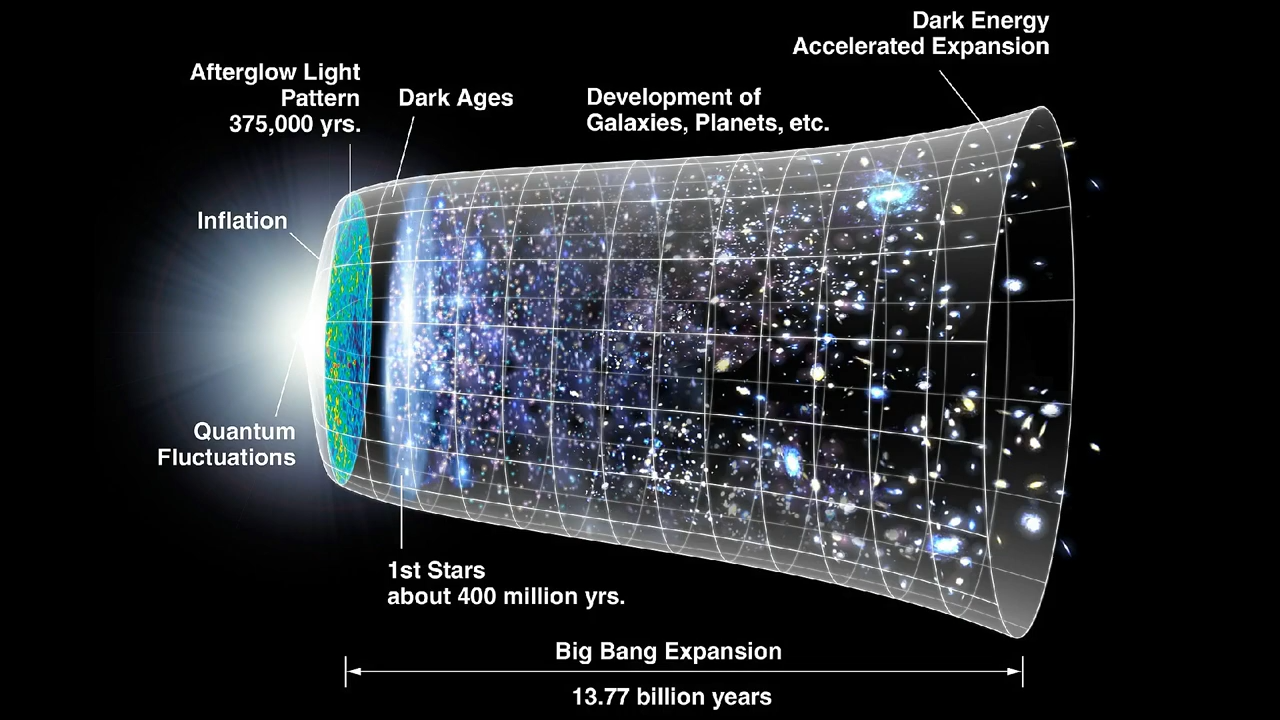 Dark Energy
Accelerated Expansion
Afterglow Light
Pattern
375,000 yrs.
Dark Ages
Development of
Galaxies, Planets, etc.
Inflation
Quantum
Fluctuations
1st Stars
about 400 million yrs.
Big Bang Expansion
13.77 billion years